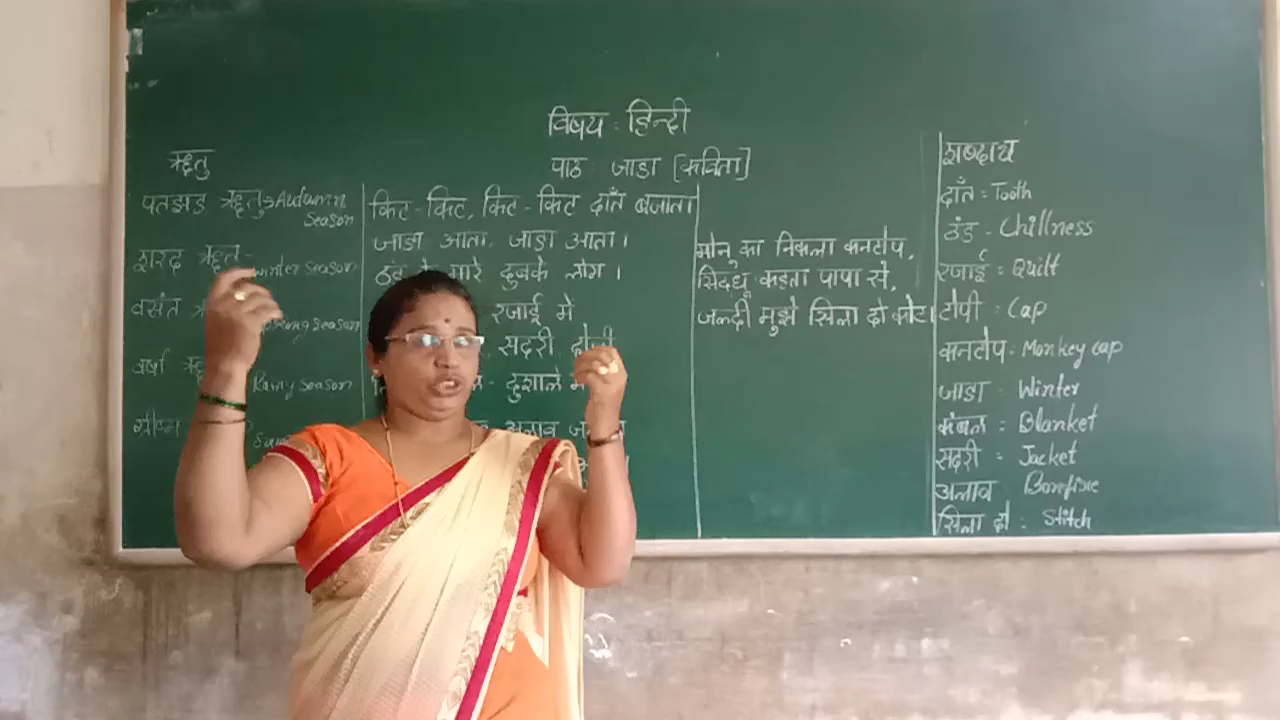 विषय : हिन्दी
पाठ जाडा [कविता]
ऋतु
पतझड ऋतु→Autumn
Season
शरद ऋतु-
winter season
वसंत
season
वर्षा
Rainy season
किट-किट, किट-किट दाँत बजाता
जाडा आता, जाडा आता।
ठंड के मारे दुबके लोग।
रजाई में
सदरी
दुशाले
अलाव
मोनू का निकला कनटोप,
सिद्धू कहता पापा से,
जल्दी मुझे सिला दो कोट।
शब्दार्थ
दाँत = Tooth
ठंड - Chillness
रजाई = Quilt
टोपी = Cap
कनटोप - Monkey cap
जाडा : Winter
कंबल : Blanket
सदरी : Jacket
अलाव Bonfire
सिला दो : Stitch